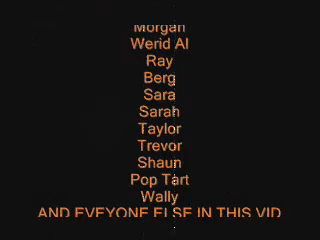 Morgan
Werid Al
Ray
Berg
Sara
Sarah
Taylor
Trevor
Shaun
Pop Tart
Wally
AND EVEYONE ELSE IN THIS VID